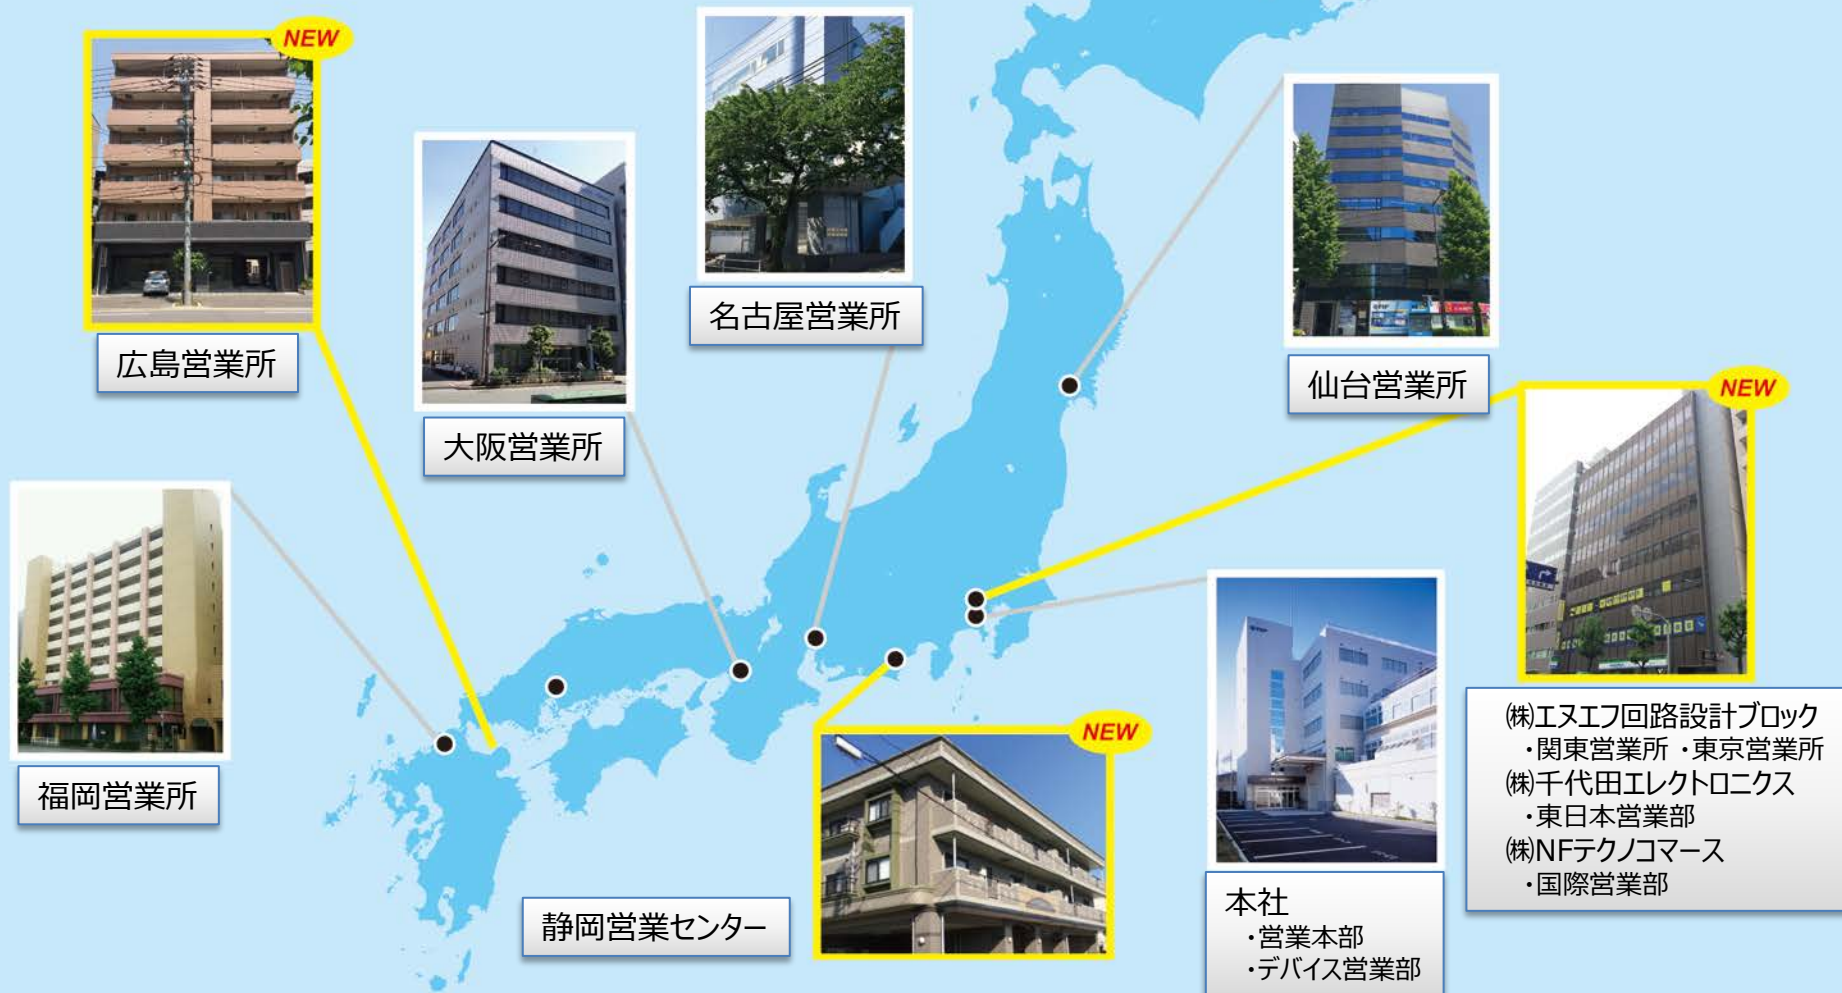 NEW
広島営業所
大阪営業所
名古屋営業所
仙台営業所
NEW
福岡営業所
NEW
静岡営業センター
本社
・営業本部
・デバイス営業部
㈱エヌエフ回路設計ブロック
・関東営業所 ・東京営業所
㈱千代田エレクトロニクス
・東日本営業部
㈱NFテクノコマース
・国際営業部